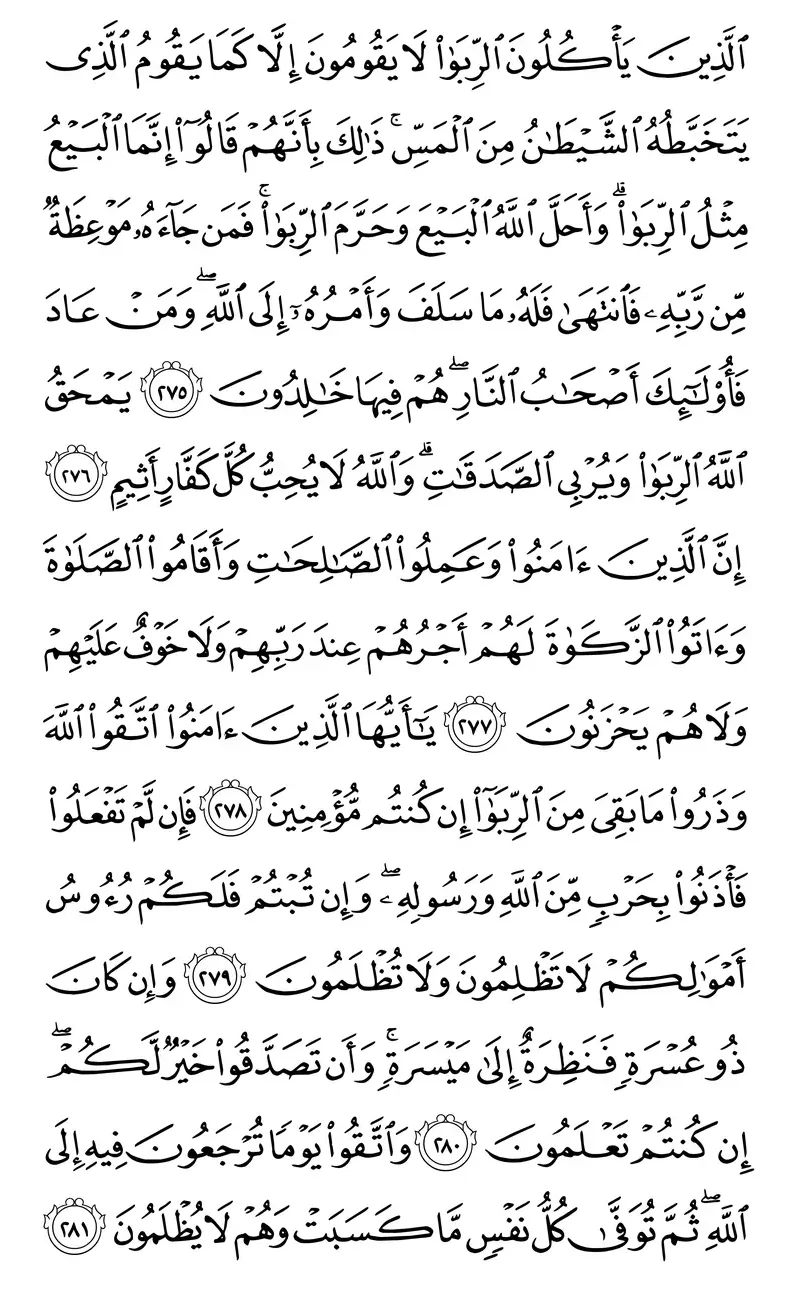 ٱلَّذِينَ يَأۡكُلُونَ ٱلرِّبَوٰاْ لَا يَقُومُونَ إِلَّا كَمَا يَقُومُ ٱلَّذِي
يَتَخَبَّطُهُ ٱلشَّيۡطَٰنُ مِنَ ٱلۡمَسِّۚ ذَٰلِكَ بِأَنَّهُمۡ قَالُوٓاْ إِنَّمَا ٱلۡبَيۡعُ
مِثۡلُ ٱلرِّبَوٰاْۗ وَأَحَلَّ ٱللَّهُ ٱلۡبَيۡعَ وَحَرَّمَ ٱلرِّبَوٰاْۚ فَمَن جَآءَهُۥ مَوۡعِظَةٞ
مِّن رَّبِّهِۦ فَٱنتَهَىٰ فَلَهُۥ مَا سَلَفَ وَأَمۡرُهُۥٓ إِلَى ٱللَّهِۖ وَمَنۡ عَادَ
فَأُوْلَٰٓئِكَ أَصۡحَٰبُ ٱلنَّارِۖ هُمۡ فِيهَا خَٰلِدُونَ ٢٧٥ يَمۡحَقُ
ٱللَّهُ ٱلرِّبَوٰاْ وَيُرۡبِي ٱلصَّدَقَٰتِۗ وَٱللَّهُ لَا يُحِبُّ كُلَّ كَفَّارٍ أَثِيمٍ ٢٧٦
إِنَّ ٱلَّذِينَ ءَامَنُواْ وَعَمِلُواْ ٱلصَّٰلِحَٰتِ وَأَقَامُواْ ٱلصَّلَوٰةَ
وَءَاتَوُاْ ٱلزَّكَوٰةَ لَهُمۡ أَجۡرُهُمۡ عِندَ رَبِّهِمۡ وَلَا خَوۡفٌ عَلَيۡهِمۡ
وَلَا هُمۡ يَحۡزَنُونَ ٢٧٧ يَٰٓأَيُّهَا ٱلَّذِينَ ءَامَنُواْ ٱتَّقُواْ ٱللَّهَ
وَذَرُواْ مَا بَقِيَ مِنَ ٱلرِّبَوٰٓاْ إِن كُنتُم مُّؤۡمِنِينَ ٢٧٨ فَإِن لَّمۡ تَفۡعَلُواْ
فَأۡذَنُواْ بِحَرۡبٖ مِّنَ ٱللَّهِ وَرَسُولِهِۦۖ وَإِن تُبۡتُمۡ فَلَكُمۡ رُءُوسُ
أَمۡوَٰلِكُمۡ لَا تَظۡلِمُونَ وَلَا تُظۡلَمُونَ ٢٧٩ وَإِن كَانَ
ذُو عُسۡرَةٖ فَنَظِرَةٌ إِلَىٰ مَيۡسَرَةٖۚ وَأَن تَصَدَّقُواْ خَيۡرٞ لَّكُمۡۖ
إِن كُنتُمۡ تَعۡلَمُونَ ٢٨٠ وَٱتَّقُواْ يَوۡمٗا تُرۡجَعُونَ فِيهِ إِلَى
ٱللَّهِۖ ثُمَّ تُوَفَّىٰ كُلُّ نَفۡسٖ مَّا كَسَبَتۡ وَهُمۡ لَا يُظۡلَمُونَ ٢٨١